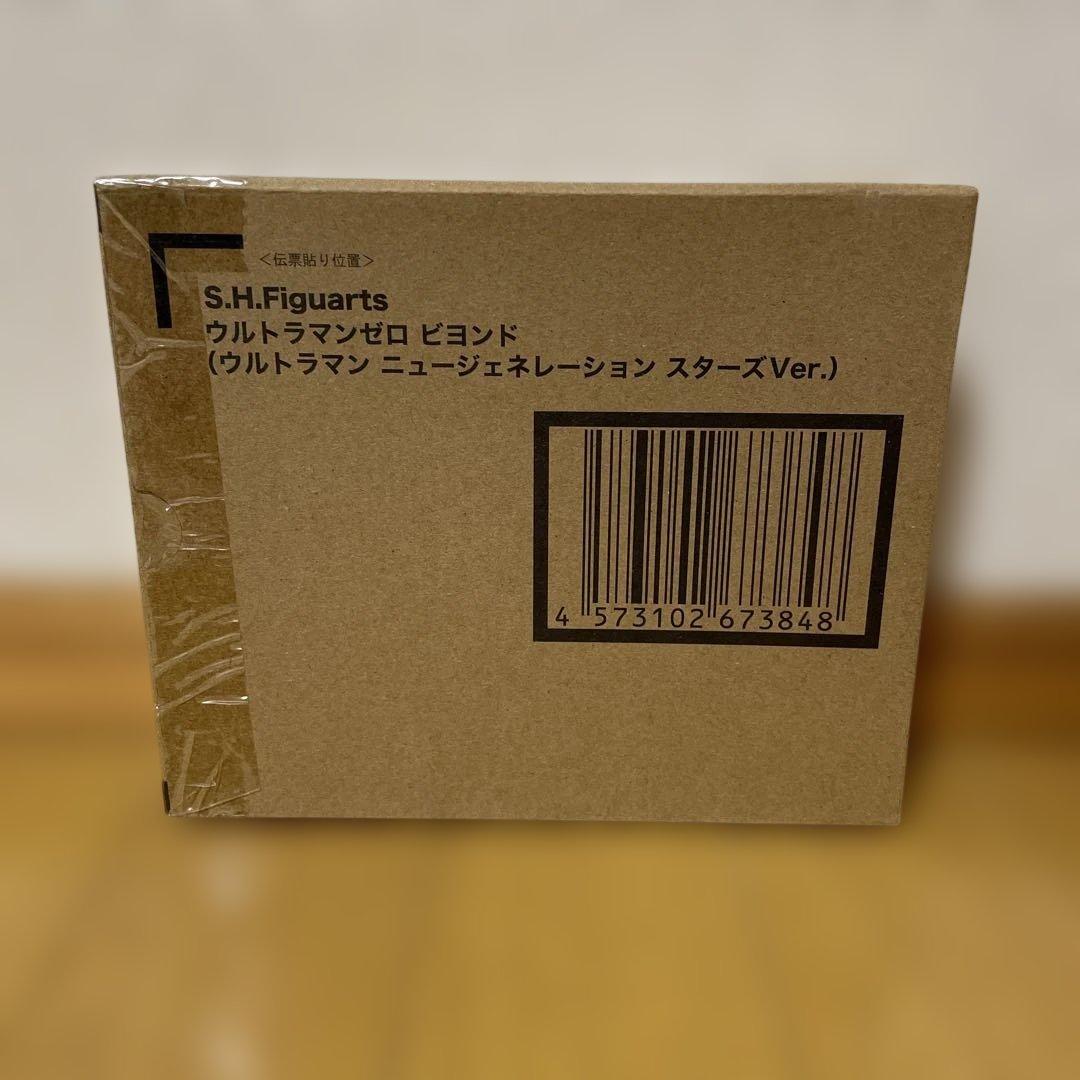 ＜伝票貼り位置＞
S.H.Figuarts
ウルトラマンゼロ ビヨンド
（ウルトラマン ニュージェネレーション スターズVer.）
4 573102 673848